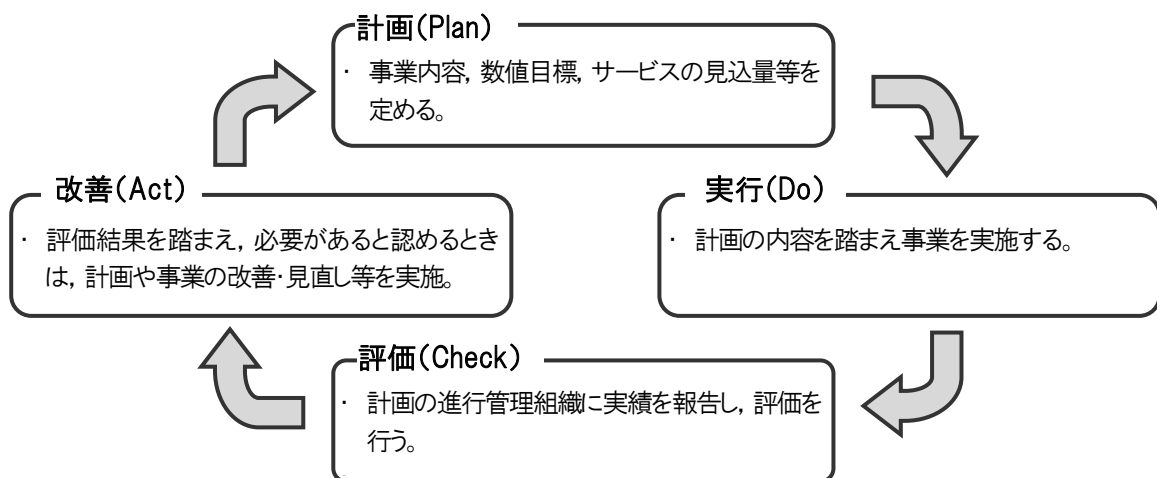 計画(Plan)
・ 事業内容, 数値目標, サービスの見込量等を
定める。
改善(Act)
・ 評価結果を踏まえ, 必要があると認めるとき
は, 計画や事業の改善・見直し等を実施。
実行(Do)
・ 計画の内容を踏まえ事業を実施する。
評価(Check)
・ 計画の進行管理組織に実績を報告し, 評価を
行う。